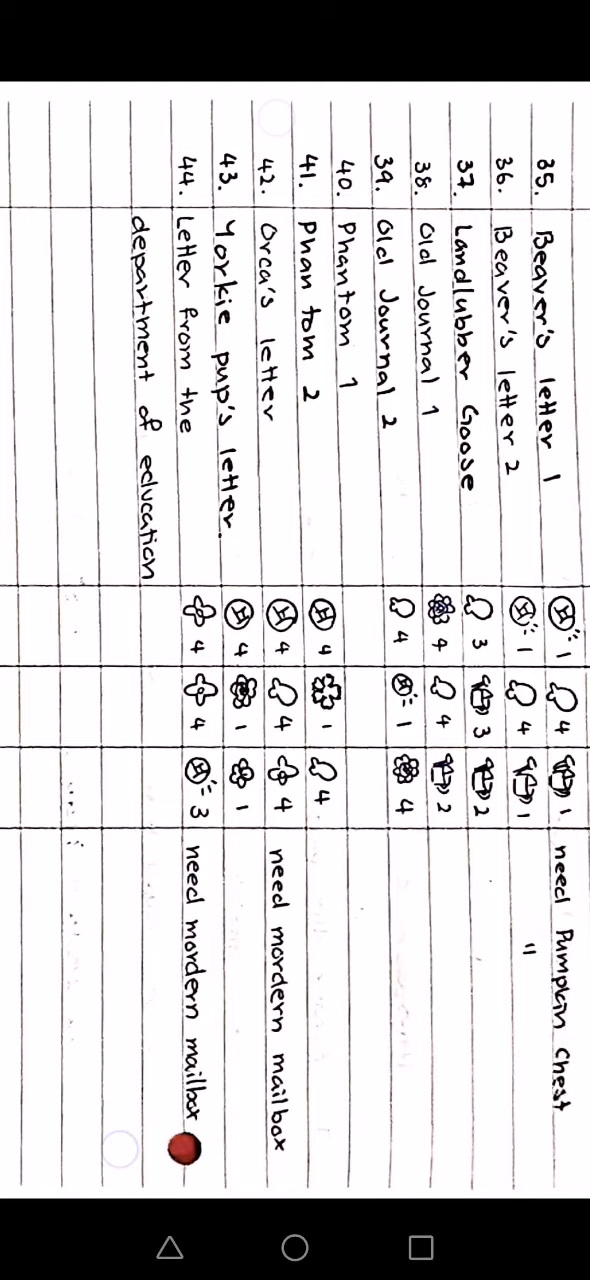 35. Beaver's letter 1 1 4 1 need Pumpkin Chest
36. Beaver's letter 2 1 4 1 "
37. Landlubber Goose 3 3 2
38. Old Journal 1 4 4 2
39. Old Journal 2 4 1 4
40. Phantom 1
41. Phantom 2 4 1 4
42. Orca's letter 4 4 4 need mordern mailbox
43. Yorkie pup's letter. 4 1 1
44. Letter from the 4 4 3 need mordern mailbox
department of education